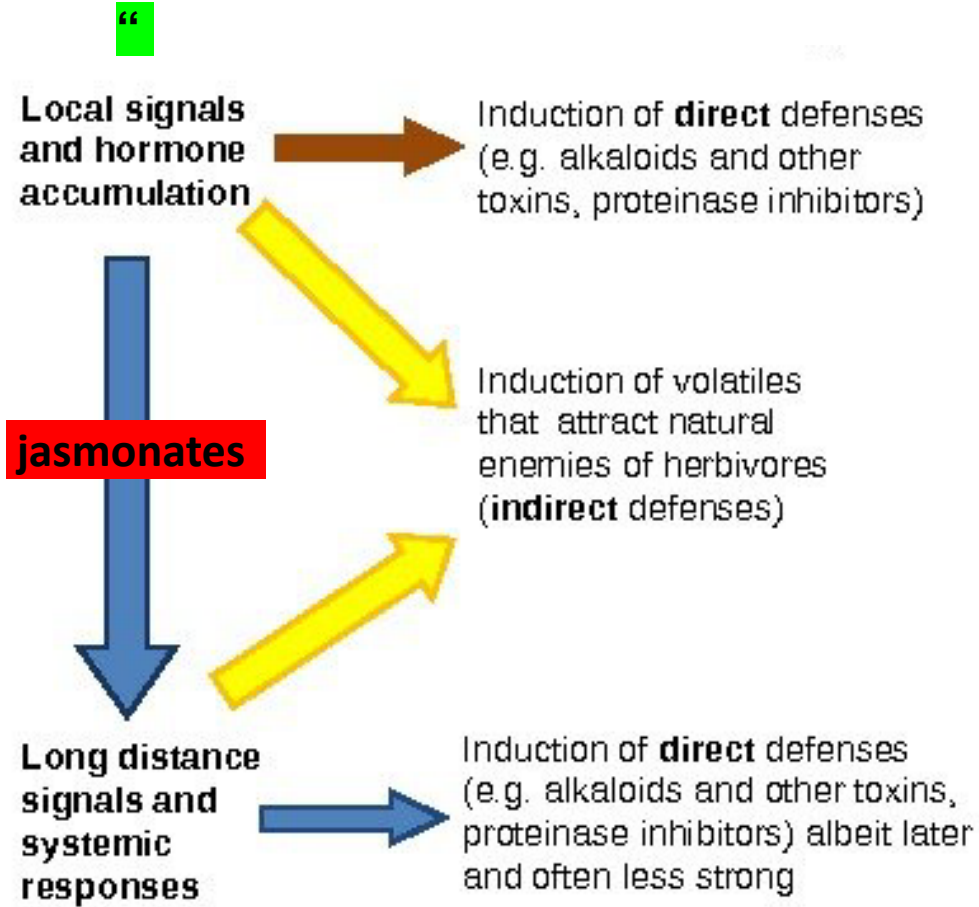 “
Local signals
and hormone
accumulation
Induction of direct defenses
(e.g. alkaloids and other
toxins, proteinase inhibitors)
Induction of volatiles
that attract natural
enemies of herbivores
(indirect defenses)
jasmonates
Long distance
signals and
systemic
responses
Induction of direct defenses
(e.g. alkaloids and other toxins,
proteinase inhibitors) albeit later
and often less strong